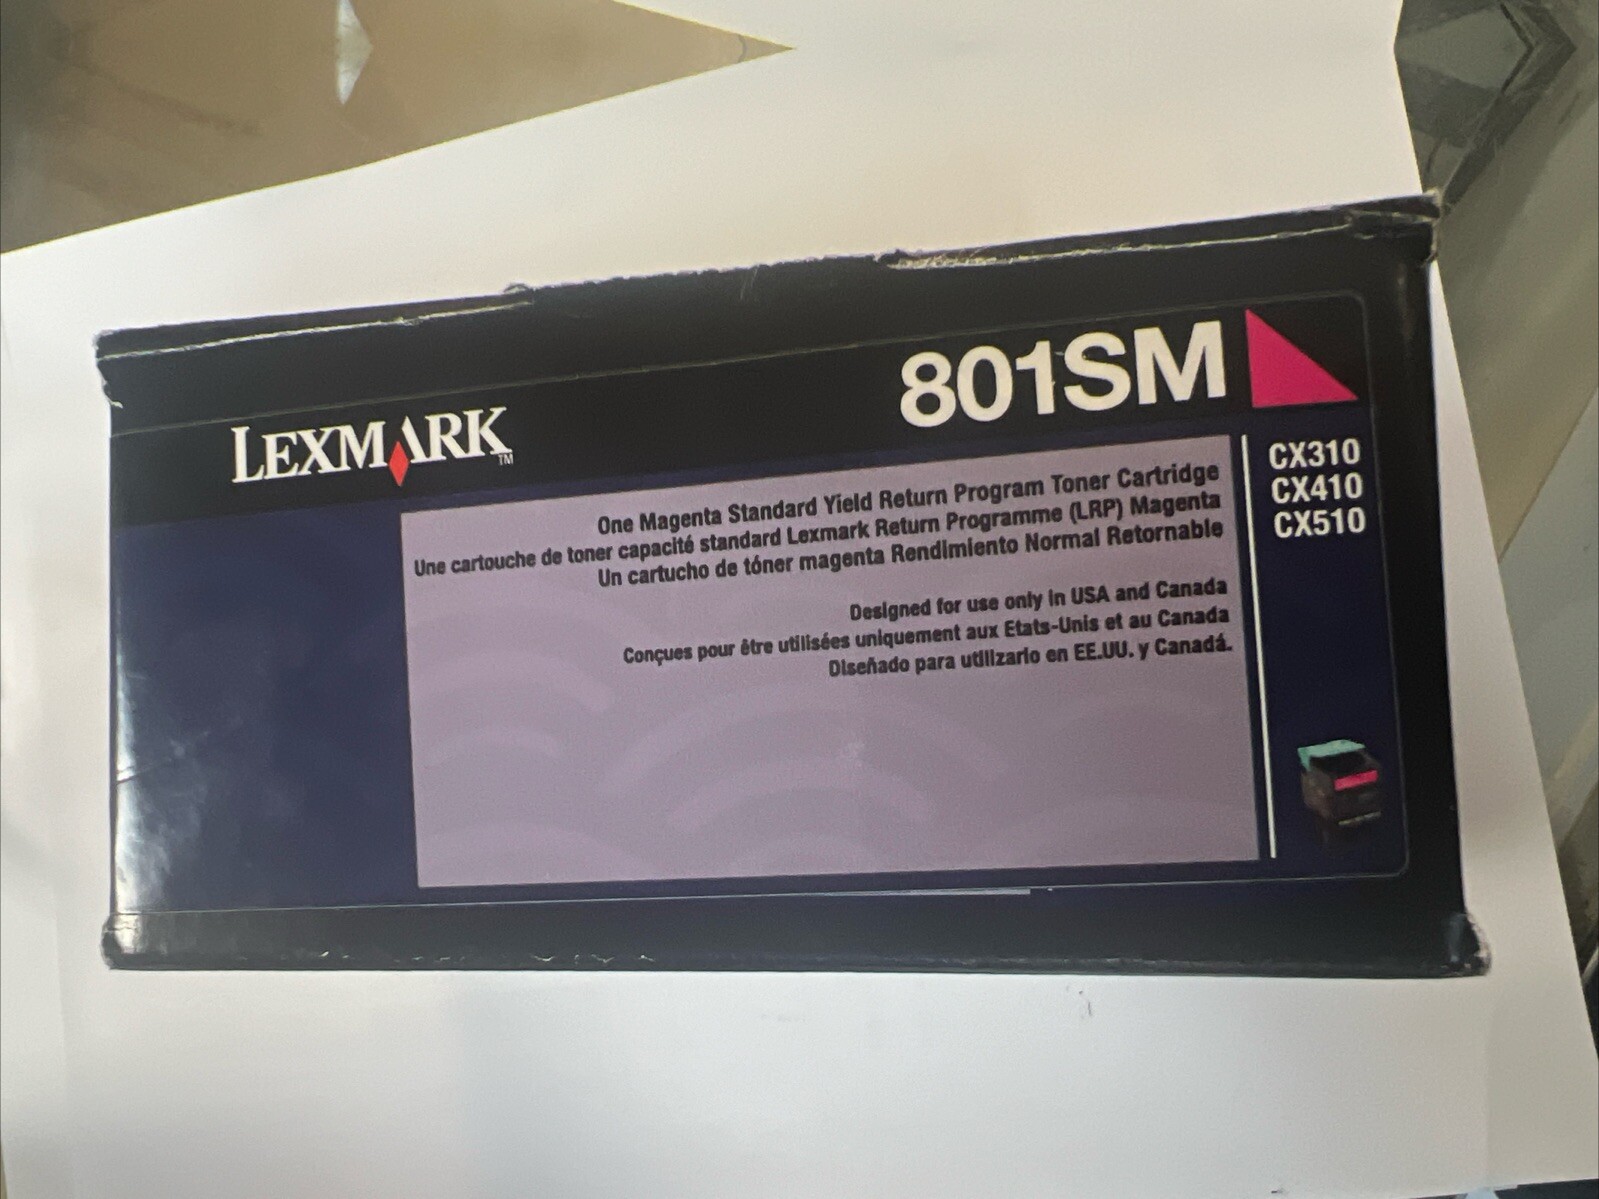 LEXMARK™
801SM
One Magenta Standard Yield Return Program Toner Cartridge
Une cartouche de toner capacité standard Lexmark Return Programme (LRP) Magenta
Un cartucho de tóner magenta Rendimiento Normal Retornable
Designed for use only in USA and Canada
Conçues pour être utilisées uniquement aux Etats-Unis et au Canada
Diseñado para utilizarlo en EE.UU. y Canadá.
CX310
CX410
CX510